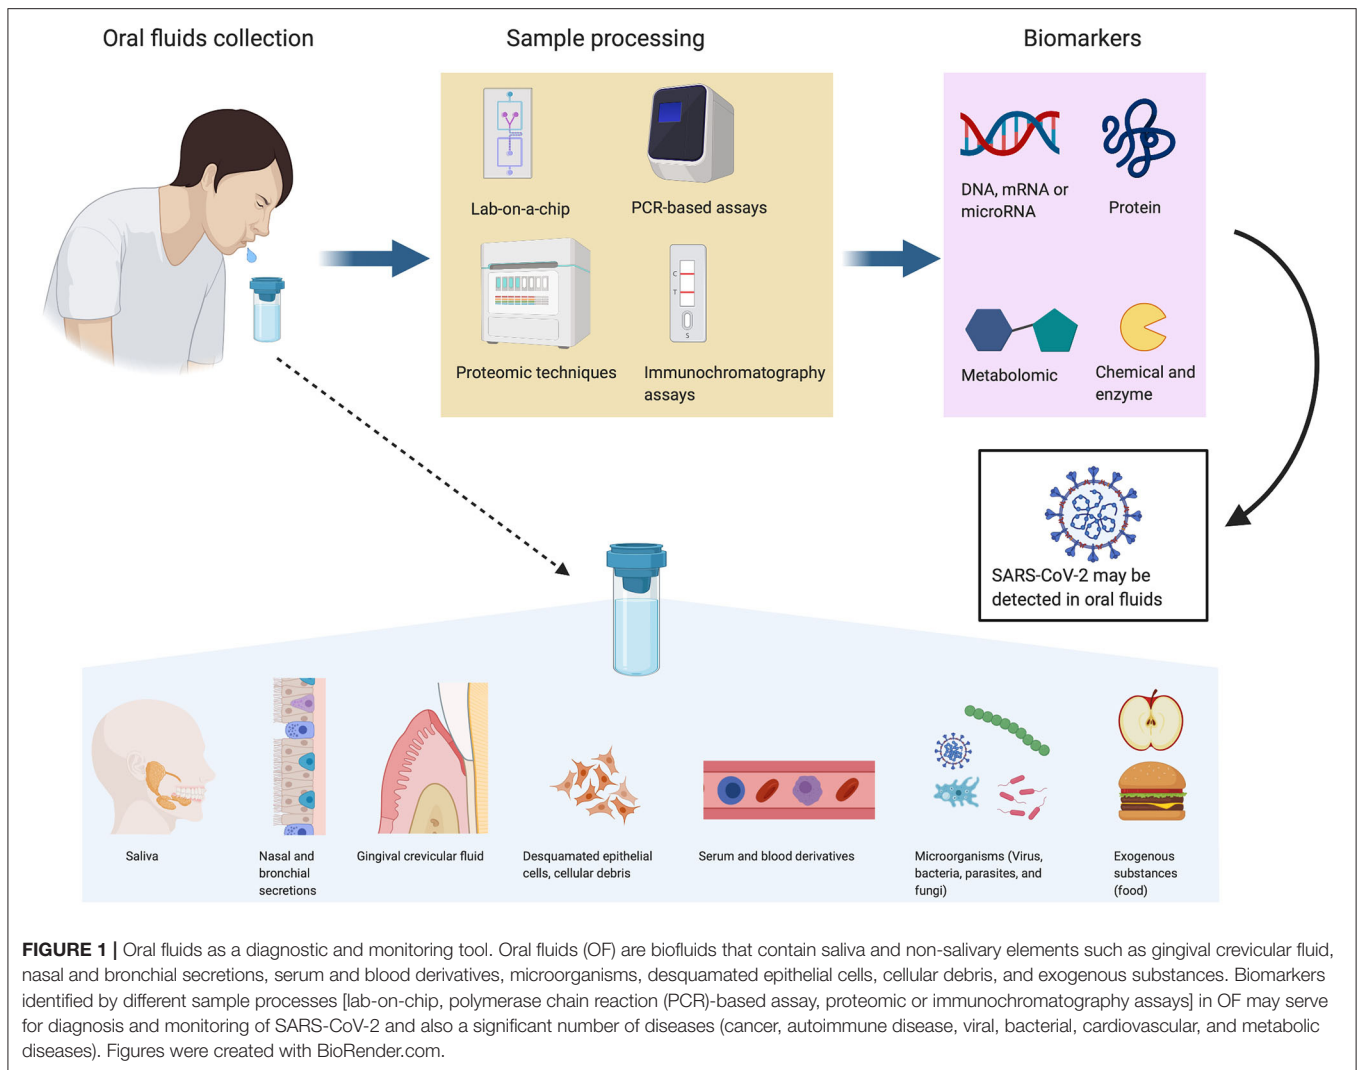 Oral fluids collection
Sample processing
Biomarkers
Lab-on-a-chip
PCR-based assays
C
T
S
Proteomic techniques
Immunochromatography
assays
DNA, mRNA or
microRNA
Protein
Metabolomic
Chemical and
enzyme
SARS-CoV-2 may be
detected in oral fluids
Saliva
Nasal and
bronchial
secretions
Gingival crevicular fluid
Desquamated epithelial
cells, cellular debris
Serum and blood derivatives
Microorganisms (Virus,
bacteria, parasites, and
fungi)
Exogenous
substances
(food)
FIGURE 1 | Oral fluids as a diagnostic and monitoring tool. Oral fluids (OF) are biofluids that contain saliva and non-salivary elements such as gingival crevicular fluid,
nasal and bronchial secretions, serum and blood derivatives, microorganisms, desquamated epithelial cells, cellular debris, and exogenous substances. Biomarkers
identified by different sample processes [lab-on-chip, polymerase chain reaction (PCR)-based assay, proteomic or immunochromatography assays] in OF may serve
for diagnosis and monitoring of SARS-CoV-2 and also a significant number of diseases (cancer, autoimmune disease, viral, bacterial, cardiovascular, and metabolic
diseases). Figures were created with BioRender.com.